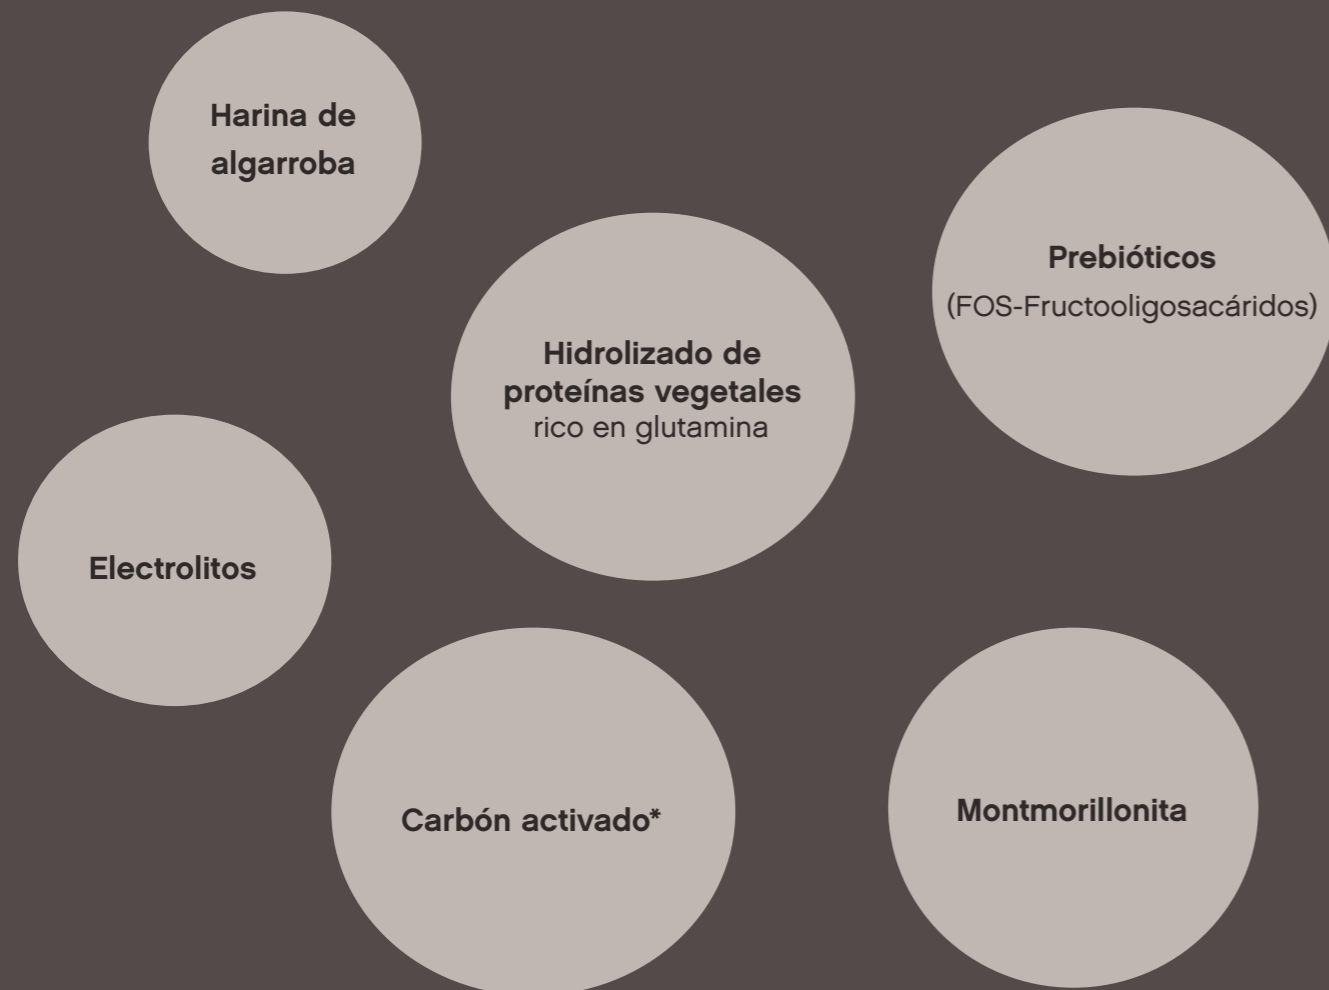 Harina de
algarroba
Prebióticos
(FOS-Fructooligosacáridos)
Hidrolizado de
proteínas vegetales
rico en glutamina
Electrolitos
Carbón activado*
Montmorillonita